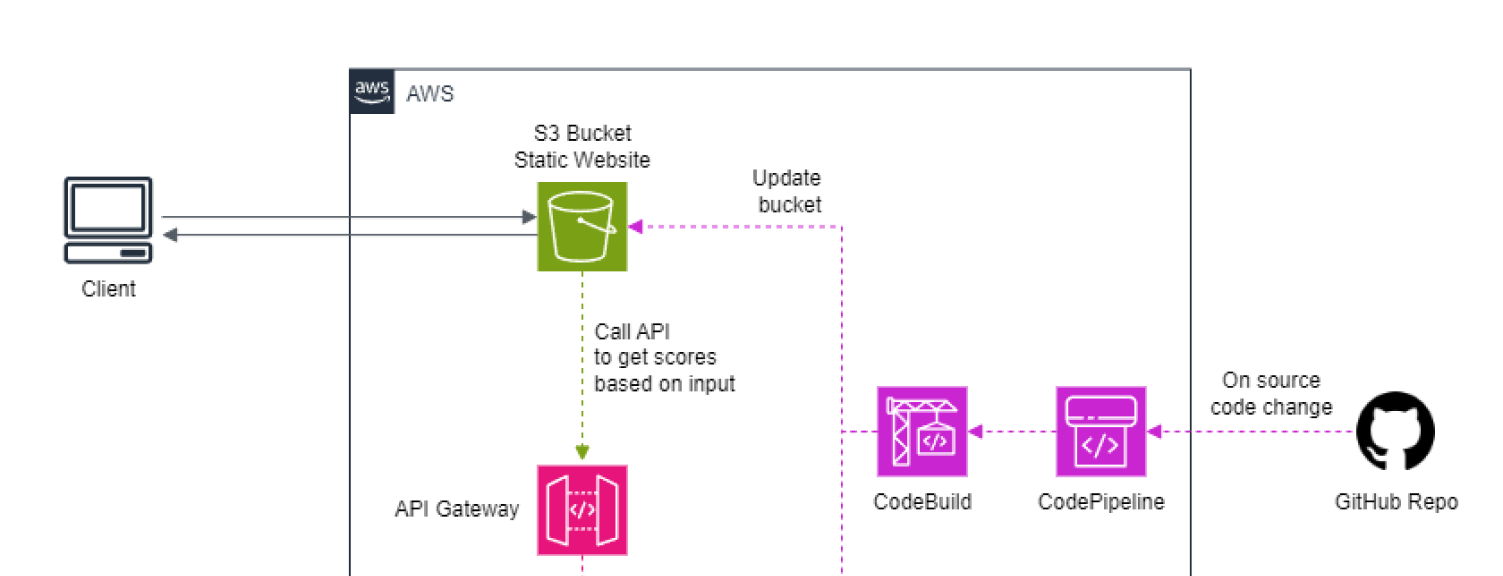 aws
AWS
S3 Bucket
Static Website
Update
bucket
Client
Call API
to get scores
based on input
On source
code change
</>
</>
CodeBuild
CodePipeline
GitHub Repo
API Gateway
</>